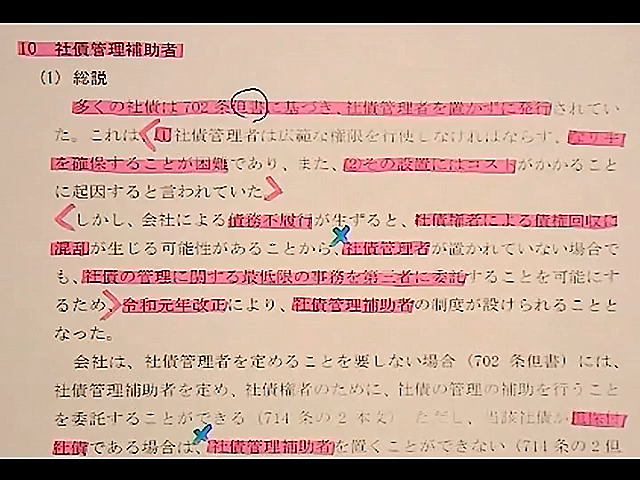 10 社債管理補助者
(1) 総説
多くの社債は702条但書に基づき、社債管理者を置かずに発行されてい
た。これは、(1)社債管理者は広範な権限を行使しなければならず、なり手
を確保することが困難であり、また、(2)その設置にはコストがかかること
に起因すると言われていた。
しかし、会社による債務不履行が生ずると、社債権者による債権回収に
混乱が生じる可能性があることから、社債管理者が置かれていない場合で
も、社債の管理に関する最低限の事務を第三者に委託することを可能にす
るため、令和元年改正により、社債管理補助者の制度が設けられることと
なった。
会社は、社債管理者を定めることを要しない場合(702条但書)には、
社債管理補助者を定め、社債権者のために、社債の管理の補助を行うこと
を委託することができる(714条の2本文)。ただし、当該社債が担保付
社債である場合は、社債管理補助者を置くことができない(714条の2但